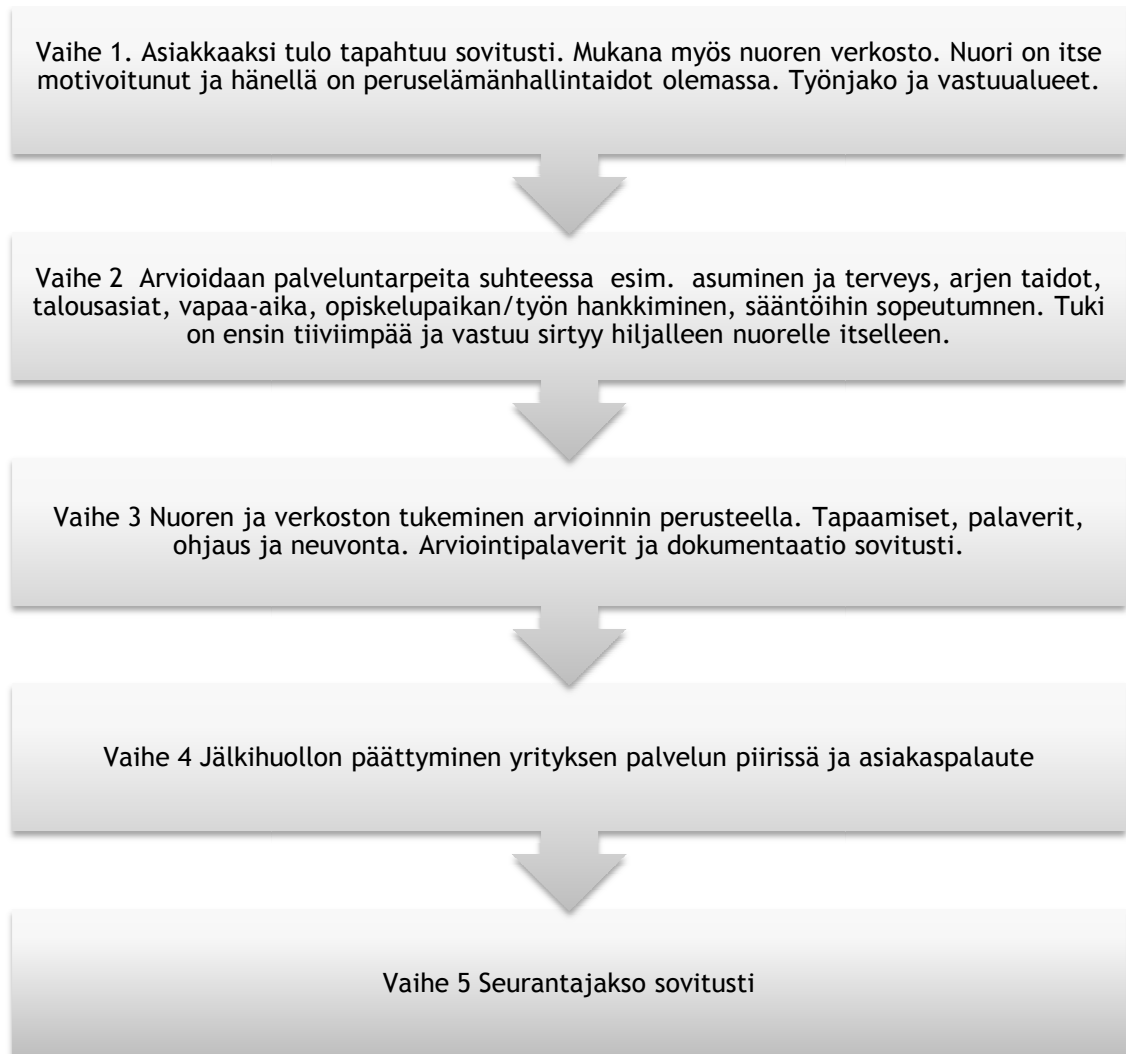 Vaihe 1. Asiakkaaksi tulo tapahtuu sovitusti. Mukana myös nuoren verkosto. Nuori on itse
motivoitunut ja hänellä on peruselämänhallintaidot olemassa. Työnjako ja vastuualueet.
Vaihe 2 Arvioidaan palveluntarpeita suhteessa esim. asuminen ja terveys, arjen taidot,
talousasiat, vapaa-aika, opiskelupaikan/työn hankkiminen, sääntöihin sopeutumnen. Tuki
on ensin tiiviimpää ja vastuu sirtyy hiljalleen nuorelle itselleen.
Vaihe 3 Nuoren ja verkoston tukeminen arvioinnin perusteella. Tapaamiset, palaverit,
ohjaus ja neuvonta. Arviointipalaverit ja dokumentaatio sovitusti.
Vaihe 4 Jälkihuollon päättyminen yrityksen palvelun piirissä ja asiakaspalaute
Vaihe 5 Seurantajakso sovitusti